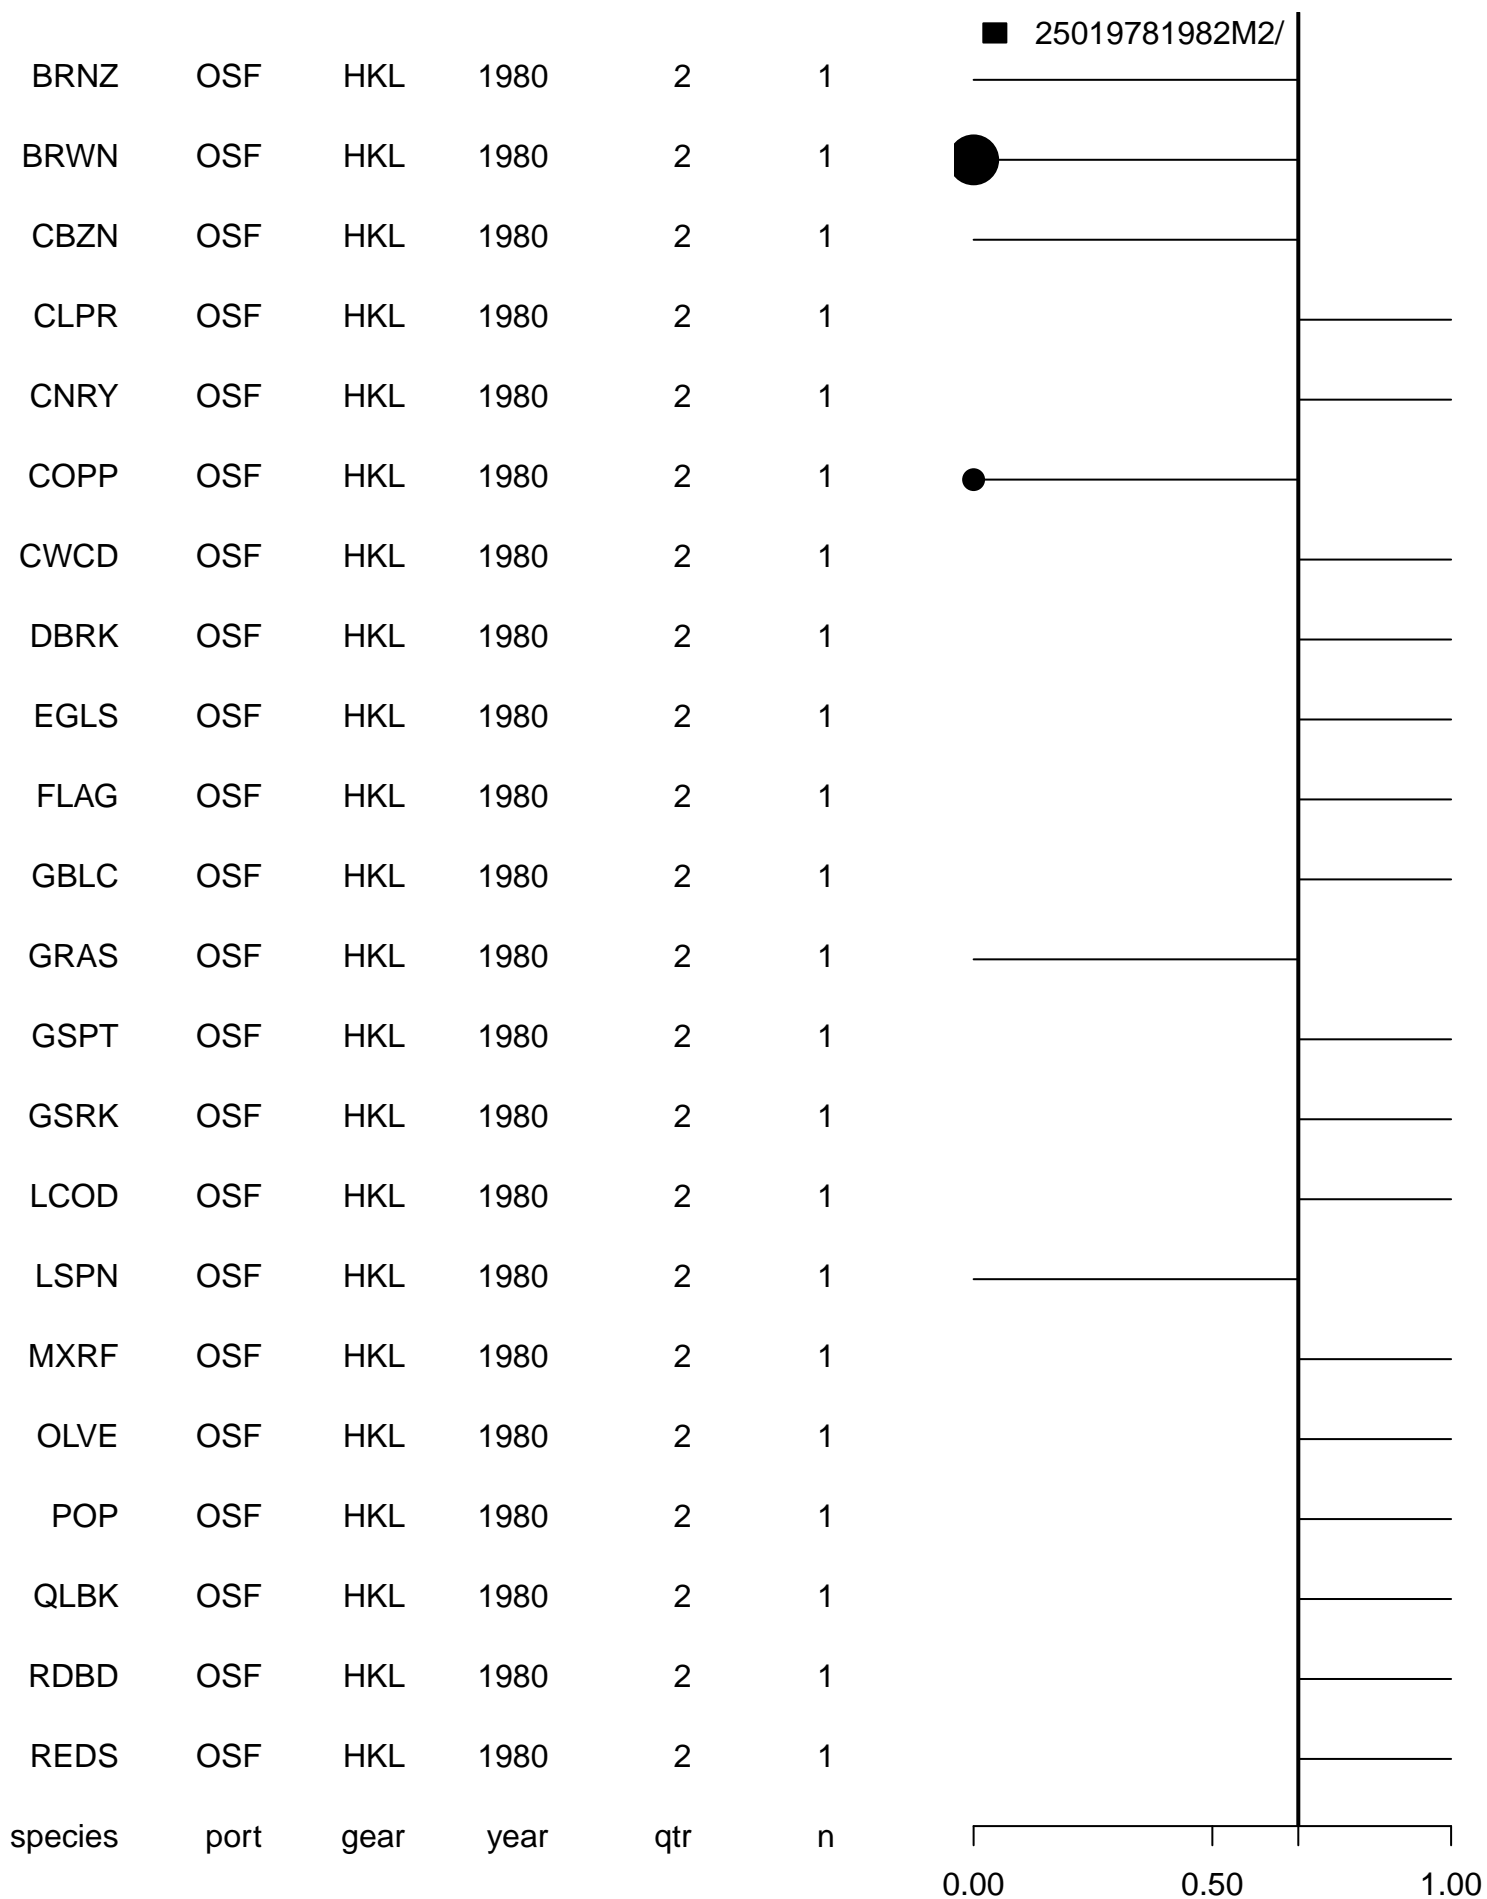 25019781982M2/
BRNZ OSF HKL 1980 2 1
BRWN OSF HKL 1980 2 1
CBZN OSF HKL 1980 2 1
CLPR OSF HKL 1980 2 1
CNRY OSF HKL 1980 2 1
COPP OSF HKL 1980 2 1
CWCD OSF HKL 1980 2 1
DBRK OSF HKL 1980 2 1
EGLS OSF HKL 1980 2 1
FLAG OSF HKL 1980 2 1
GBLC OSF HKL 1980 2 1
GRAS OSF HKL 1980 2 1
GSPT OSF HKL 1980 2 1
GSRK OSF HKL 1980 2 1
LCOD OSF HKL 1980 2 1
LSPN OSF HKL 1980 2 1
MXRF OSF HKL 1980 2 1
OLVE OSF HKL 1980 2 1
POP OSF HKL 1980 2 1
QLBK OSF HKL 1980 2 1
RDBD OSF HKL 1980 2 1
REDS OSF HKL 1980 2 1
species port gear year qtr n
0.00 0.50 1.00